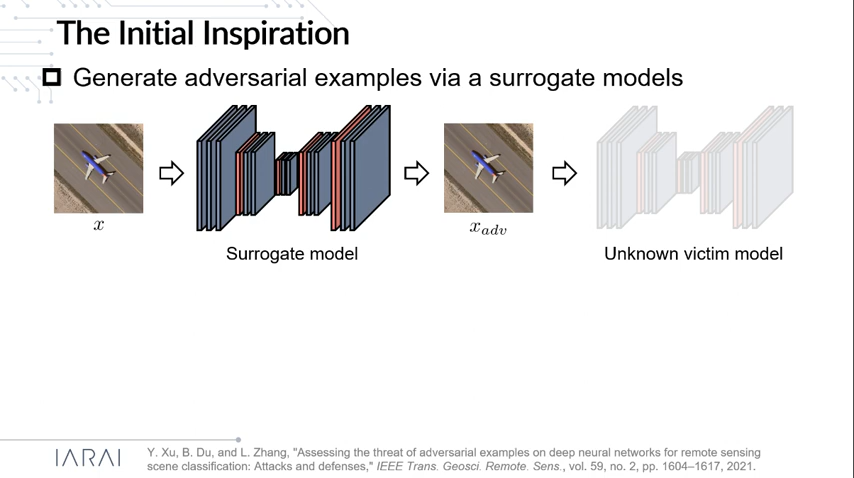 The Initial Inspiration
Generate adversarial examples via a surrogate models
x
Surrogate model
x_adv
Unknown victim model
IARAI
Y. Xu, B. Du, and L. Zhang, "Assessing the threat of adversarial examples on deep neural networks for remote sensing
scene classification: Attacks and defenses," IEEE Trans. Geosci. Remote. Sens., vol. 59, no. 2, pp. 1604–1617, 2021.